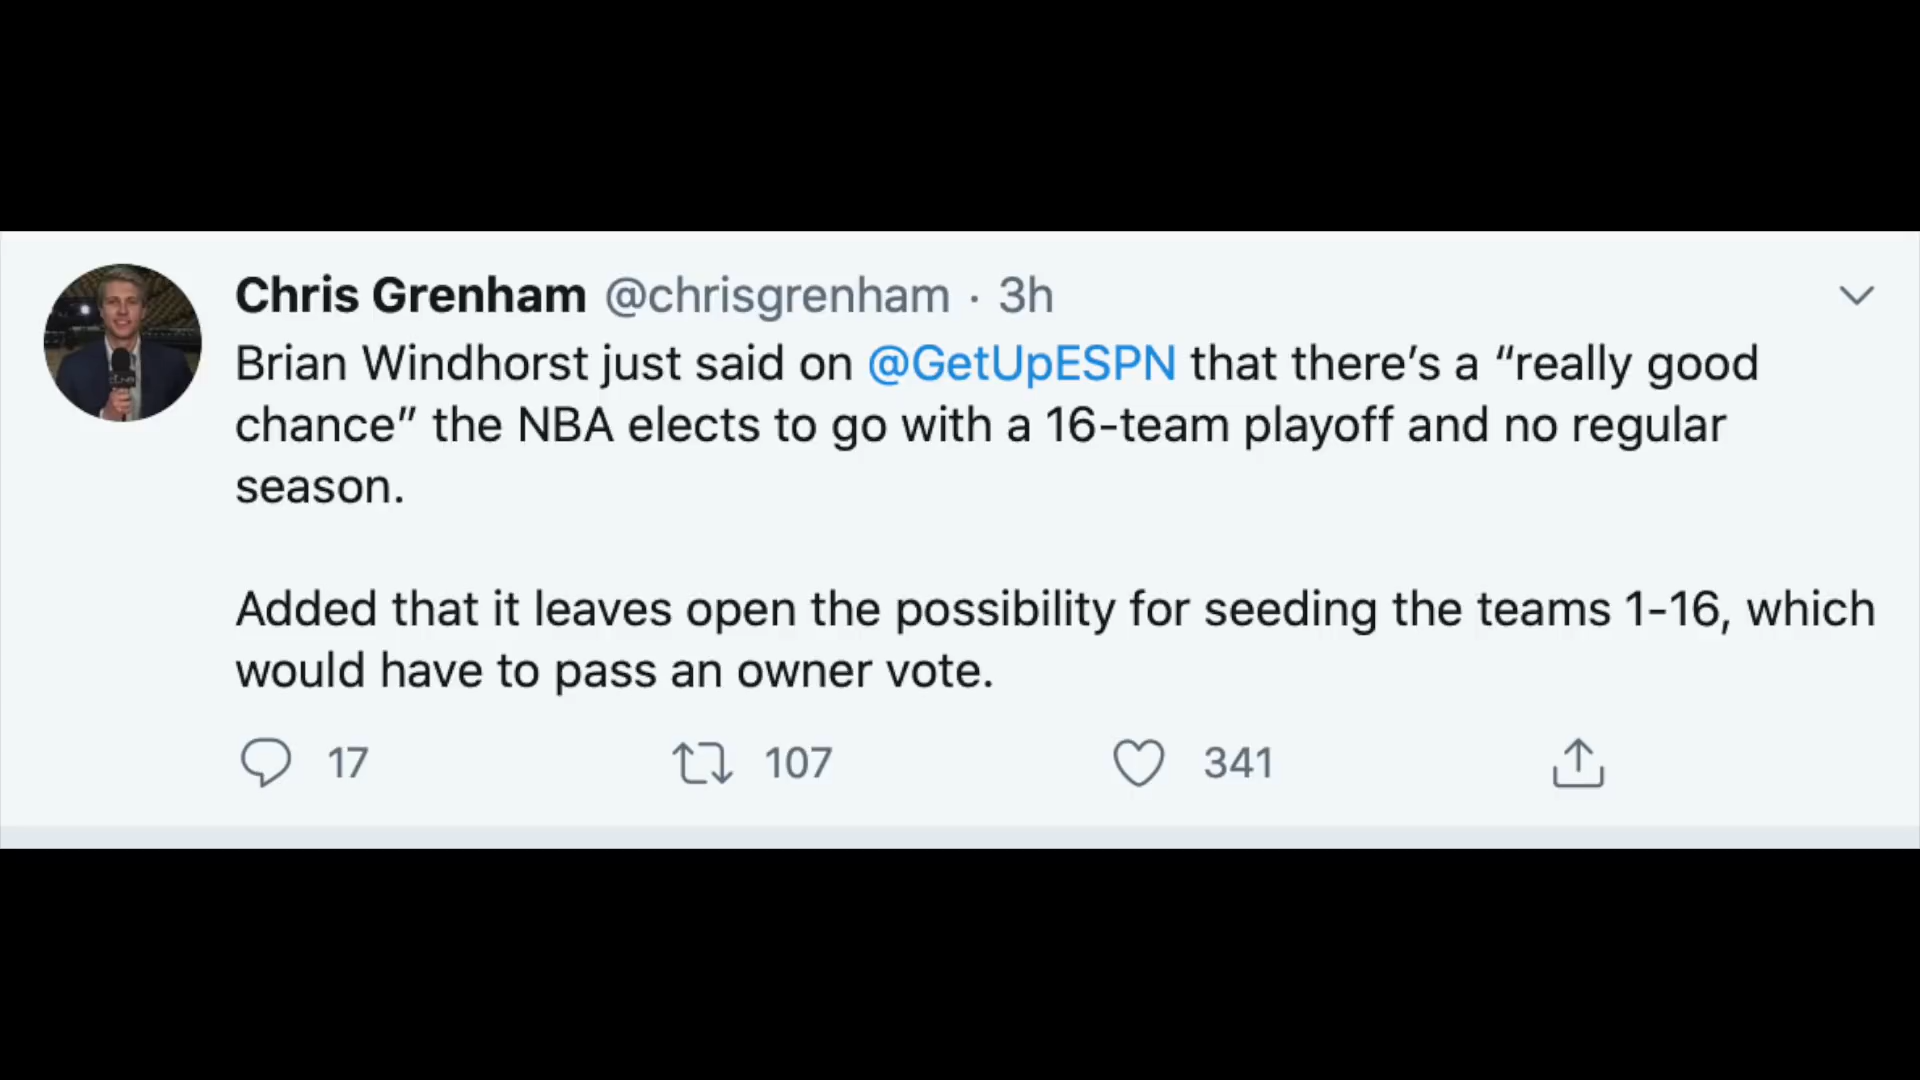 Chris Grenham @chrisgrenham · 3h
Brian Windhorst just said on @GetUpESPN that there’s a “really good
chance” the NBA elects to go with a 16-team playoff and no regular
season.
Added that it leaves open the possibility for seeding the teams 1-16, which
would have to pass an owner vote.
17 107 341